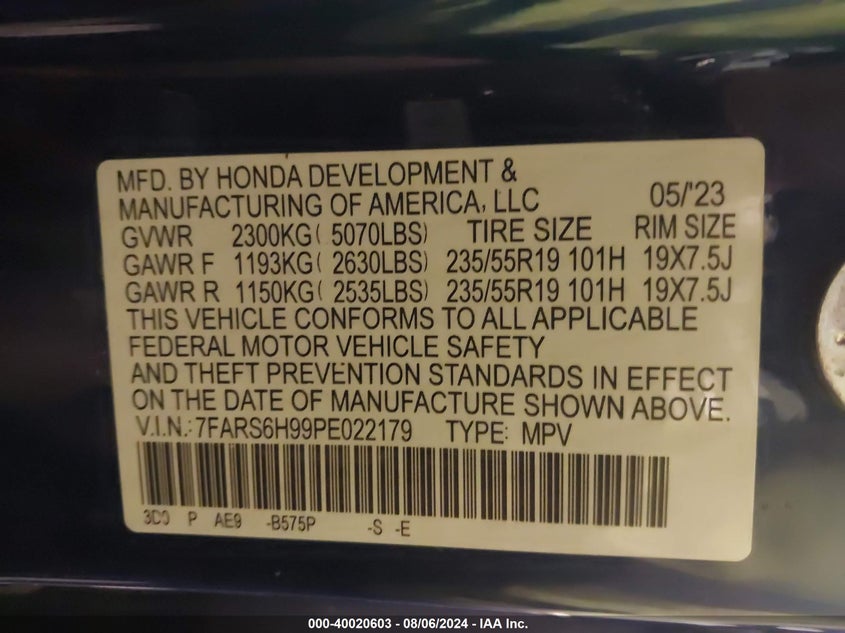 MFD. BY HONDA DEVELOPMENT &
MANUFACTURING OF AMERICA, LLC 05/'23
GVWR 2300KG( 5070LBS) TIRE SIZE RIM SIZE
GAWR F 1193KG( 2630LBS) 235/55R19 101H 19X7.5J
GAWR R 1150KG( 2535LBS) 235/55R19 101H 19X7.5J
THIS VEHICLE CONFORMS TO ALL APPLICABLE
FEDERAL MOTOR VEHICLE SAFETY
AND THEFT PREVENTION STANDARDS IN EFFECT
ON THE DATE OF MANUFACTURE SHOWN ABOVE.
V.I.N.:7FARS6H99PE022179 TYPE: MPV
3D0 P AE9 -B575P -S -E
000-40020603 - 08/06/2024 - IAA Inc.